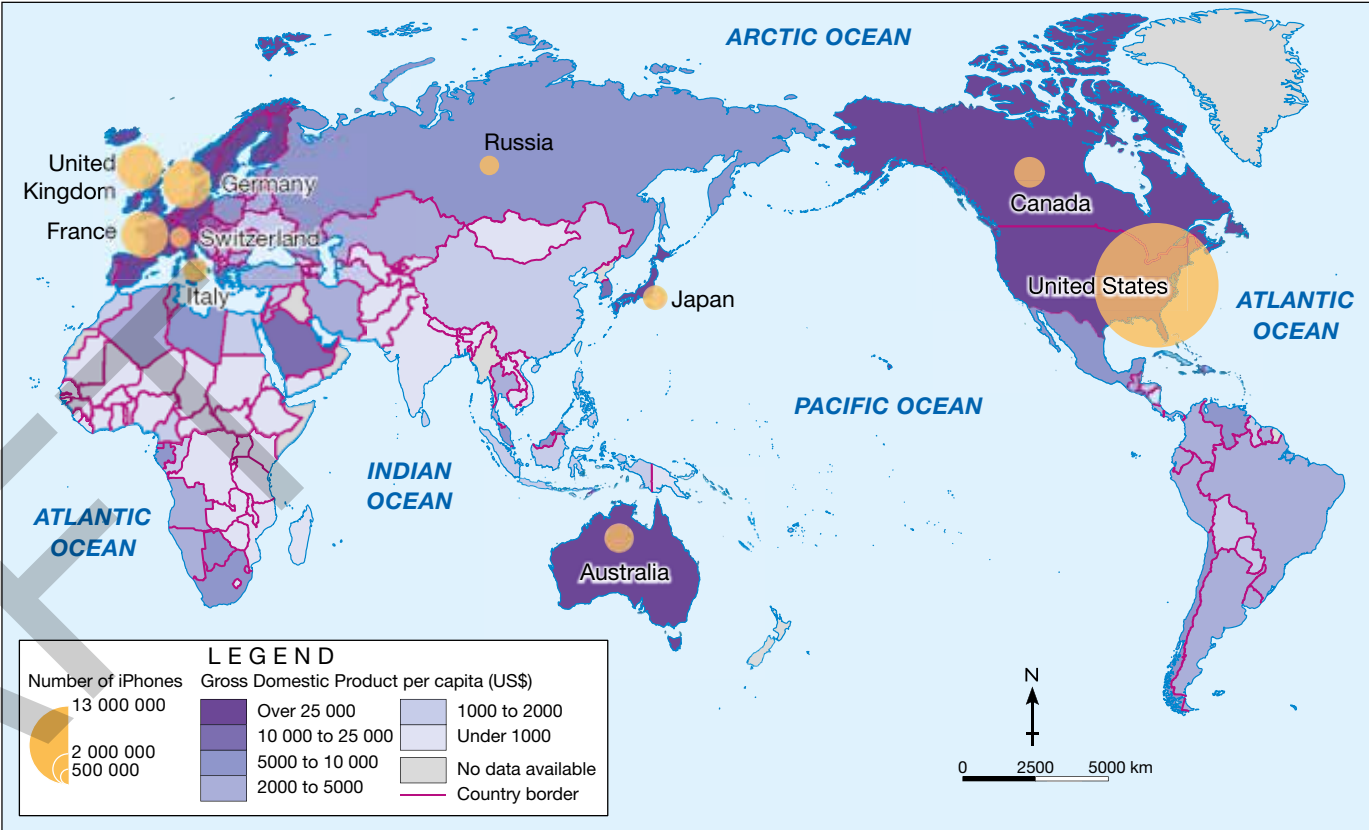 ARCTIC OCEAN
Russia
United
Kingdom
Germany
Canada
France
Switzerland
Italy
Japan
United States
ATLANTIC
OCEAN
PACIFIC OCEAN
INDIAN
OCEAN
ATLANTIC
OCEAN
Australia
LEGEND
Number of iPhones
13 000 000
2 000 000
500 000
Gross Domestic Product per capita (US$)
Over 25 000
10 000 to 25 000
5000 to 10 000
2000 to 5000
1000 to 2000
Under 1000
No data available
Country border
N
0 2500 5000 km